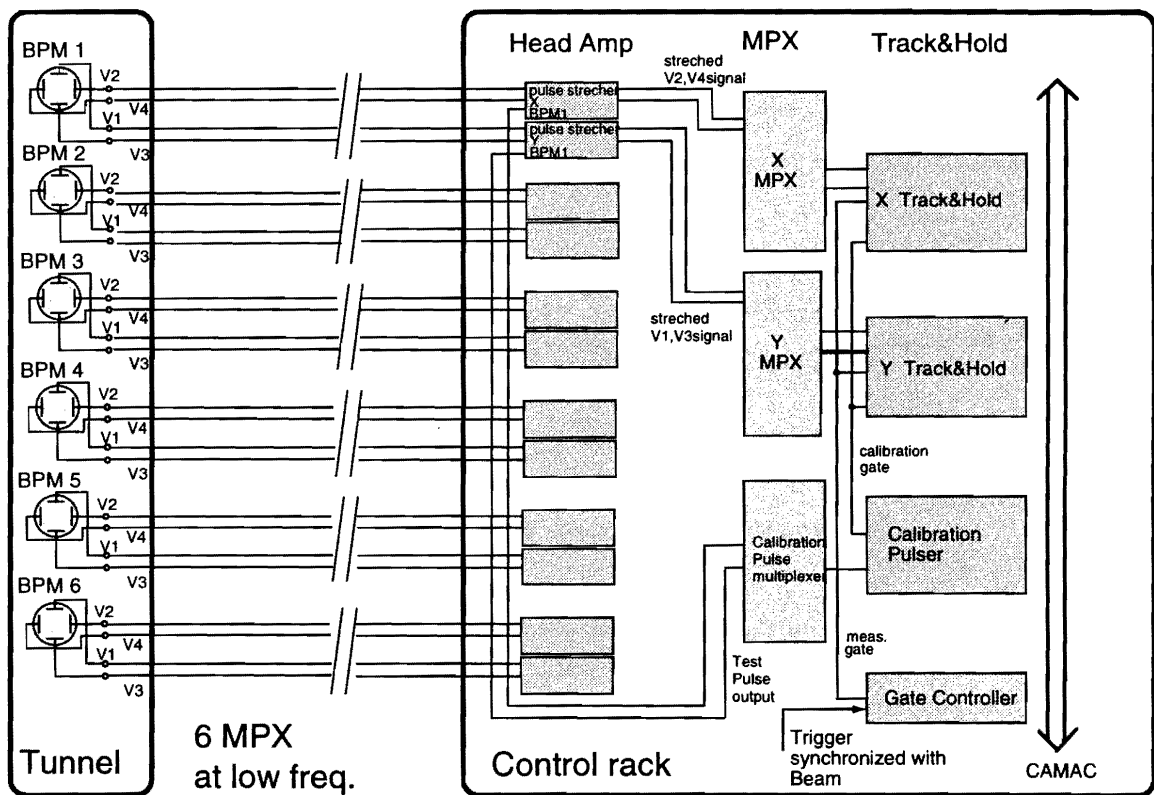 BPM 1
V2
V4
V1
V3
BPM 2
V2
V4
V1
V3
BPM 3
V2
V4
V1
V3
BPM 4
V2
V4
V1
V3
BPM 5
V2
V4
V1
V3
BPM 6
V2
V4
V1
V3
Tunnel
6 MPX
at low freq.
Head Amp
MPX
Track&Hold
streched
V2,V4signal
pulse strecher
X
BPM1
pulse strecher
Y
BPM1
X
MPX
X Track&Hold
streched
V1,V3signal
Y
MPX
Y Track&Hold
calibration
gate
Calibration
Pulse
multiplexer
Calibration
Pulser
meas.
gate
Test
Pulse
output
Gate Controller
Trigger
synchronized with
Beam
Control rack
CAMAC